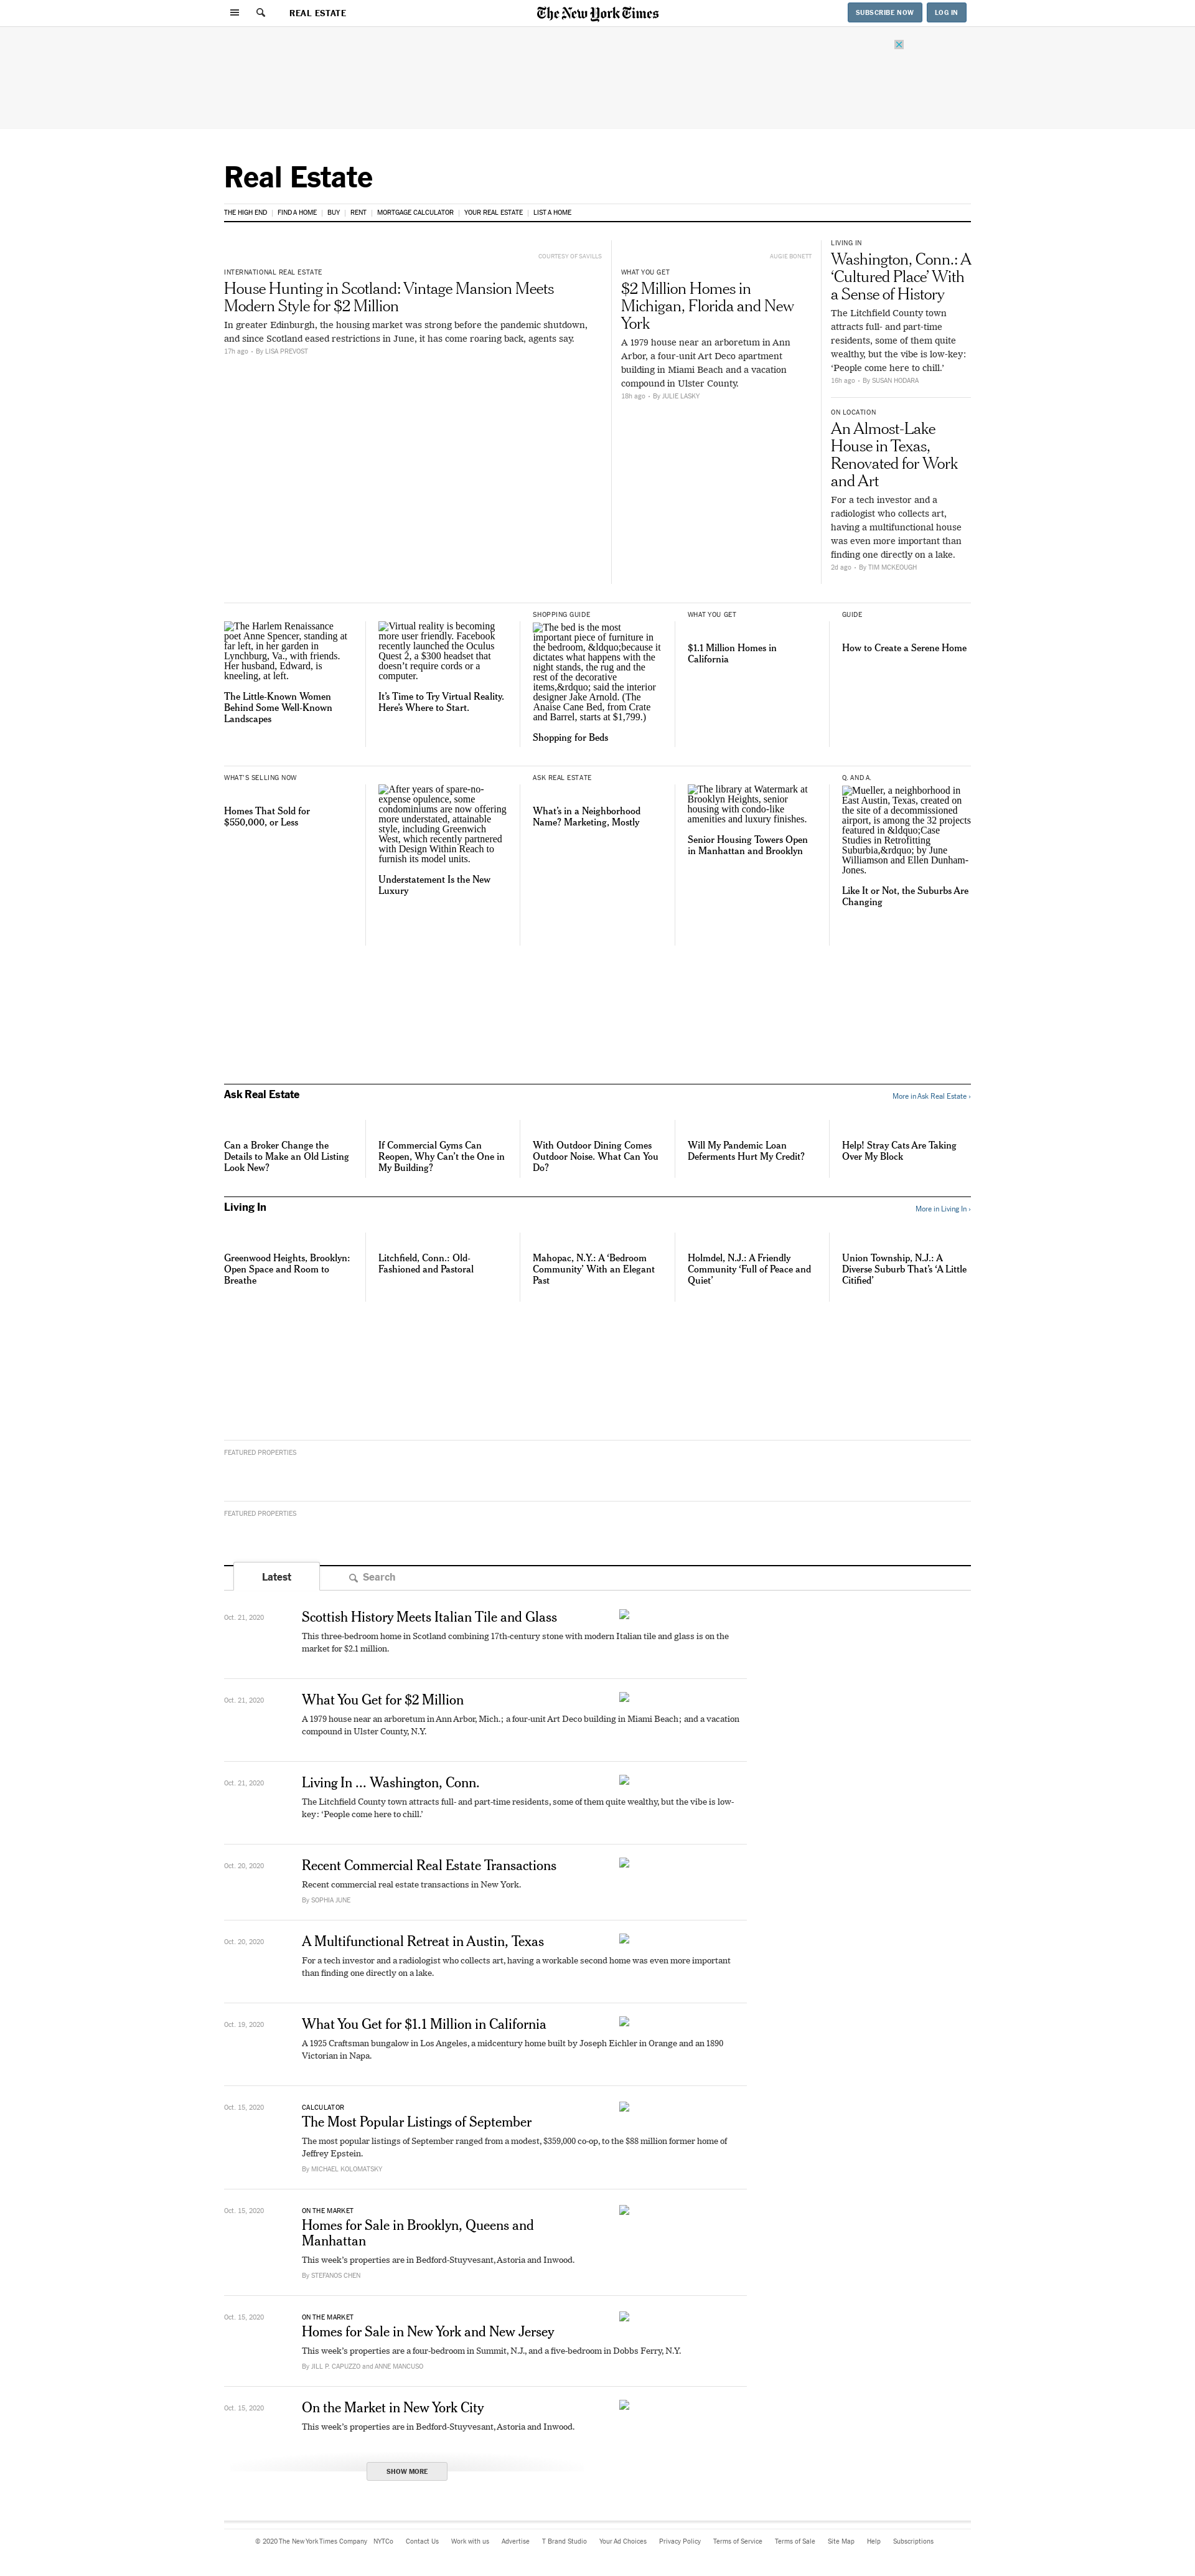 REAL ESTATE
The New York Times
SUBSCRIBE NOW
LOG IN
Real Estate
THE HIGH END
FIND A HOME
BUY
RENT
MORTGAGE CALCULATOR
YOUR REAL ESTATE
LIST A HOME
COURTESY OF SAVILLS
INTERNATIONAL REAL ESTATE
House Hunting in Scotland: Vintage Mansion Meets
Modern Style for $2 Million
In greater Edinburgh, the housing market was strong before the pandemic shutdown,
and since Scotland eased restrictions in June, it has come roaring back, agents say.
17h ago - By LISA PREVOST
AUGIE BONETT
WHAT YOU GET
$2 Million Homes in
Michigan, Florida and New
York
A 1979 house near an arboretum in Ann
Arbor, a four-unit Art Deco apartment
building in Miami Beach and a vacation
compound in Ulster County.
18h ago - By JULIE LASKY
LIVING IN
Washington, Conn.: A
‘Cultured Place’ With
a Sense of History
The Litchfield County town
attracts full- and part-time
residents, some of them quite
wealthy, but the vibe is low-key:
‘People come here to chill.’
18h ago - By SUSAN HODARA
ON LOCATION
An Almost-Lake
House in Texas,
Renovated for Work
and Art
For a tech investor and a
radiologist who collects art,
having a multifunctional house
was even more important than
finding one directly on a lake.
2d ago - By TIM MCKEOUGH
The Harlem Renaissance
poet Anne Spencer, standing at
far left, in her garden in
Lynchburg, Va., with friends.
Her husband, Edward, is
kneeling, at left.
The Little-Known Women
Behind Some Well-Known
Landscapes
Virtual reality is becoming
more user friendly. Facebook
recently launched the Oculus
Quest 2, a $300 headset that
doesn’t require cords or a
computer.
It’s Time to Try Virtual Reality.
Here’s Where to Start.
SHOPPING GUIDE
The bed is the most
important piece of furniture in
the bedroom, &ldquo;because it
dictates what happens with the
night stands, the rug and the
rest of the decorative
items,&rdquo; said the interior
designer Jake Arnold. (The
Anaise Cane Bed, from Crate
and Barrel, starts at $1,799.)
Shopping for Beds
WHAT YOU GET
$1.1 Million Homes in
California
GUIDE
How to Create a Serene Home
WHAT’S SELLING NOW
Homes That Sold for
$550,000, or Less
After years of spare-no-
expense opulence, some
condominiums are now offering
more understated, attainable
style, including Greenwich
West, which recently partnered
with Design Within Reach to
furnish its model units.
Understatement Is the New
Luxury
ASK REAL ESTATE
What’s in a Neighborhood
Name? Marketing, Mostly
The library at Watermark at
Brooklyn Heights, senior
housing with condo-like
amenities and luxury finishes.
Senior Housing Towers Open
in Manhattan and Brooklyn
Q. AND A.
Mueller, a neighborhood in
East Austin, Texas, created on
the site of a decommissioned
airport, is among the 32 projects
featured in &ldquo;Case
Studies in Retrofitting
Suburbia,&rdquo; by June
Williamson and Ellen Dunham-
Jones.
Like It or Not, the Suburbs Are
Changing
Ask Real Estate
More in Ask Real Estate ›
Can a Broker Change the
Details to Make an Old Listing
Look New?
If Commercial Gyms Can
Reopen, Why Can’t the One in
My Building?
With Outdoor Dining Comes
Outdoor Noise. What Can You
Do?
Will My Pandemic Loan
Deferments Hurt My Credit?
Help! Stray Cats Are Taking
Over My Block
Living In
More in Living In ›
Greenwood Heights, Brooklyn:
Open Space and Room to
Breathe
Litchfield, Conn.: Old-
Fashioned and Pastoral
Mahopac, N.Y.: A ‘Bedroom
Community’ With an Elegant
Past
Holmdel, N.J.: A Friendly
Community ‘Full of Peace and
Quiet’
Union Township, N.J.: A
Diverse Suburb That’s ‘A Little
Citified’
FEATURED PROPERTIES
FEATURED PROPERTIES
Latest
Search
Oct. 21, 2020
Scottish History Meets Italian Tile and Glass
This three-bedroom home in Scotland combining 17th-century stone with modern Italian tile and glass is on the
market for $2.1 million.
Oct. 21, 2020
What You Get for $2 Million
A 1979 house near an arboretum in Ann Arbor, Mich.; a four-unit Art Deco building in Miami Beach; and a vacation
compound in Ulster County, N.Y.
Oct. 21, 2020
Living In ... Washington, Conn.
The Litchfield County town attracts full- and part-time residents, some of them quite wealthy, but the vibe is low-
key: ‘People come here to chill.’
Oct. 20, 2020
Recent Commercial Real Estate Transactions
Recent commercial real estate transactions in New York.
By SOPHIA JUNE
Oct. 20, 2020
A Multifunctional Retreat in Austin, Texas
For a tech investor and a radiologist who collects art, having a workable second home was even more important
than finding one directly on a lake.
Oct. 19, 2020
What You Get for $1.1 Million in California
A 1925 Craftsman bungalow in Los Angeles, a midcentury home built by Joseph Eichler in Orange and an 1890
Victorian in Napa.
Oct. 15, 2020
CALCULATOR
The Most Popular Listings of September
The most popular listings of September ranged from a modest, $359,000 co-op, to the $88 million former home of
Jeffrey Epstein.
By MICHAEL KOLOMATSKY
Oct. 15, 2020
ON THE MARKET
Homes for Sale in Brooklyn, Queens and
Manhattan
This week’s properties are in Bedford-Stuyvesant, Astoria and Inwood.
By STEFANOS CHEN
Oct. 15, 2020
ON THE MARKET
Homes for Sale in New York and New Jersey
This week’s properties are a four-bedroom in Summit, N.J., and a five-bedroom in Dobbs Ferry, N.Y.
By JILL P. CAPUZZO and ANNE MANCUSO
Oct. 15, 2020
On the Market in New York City
This week’s properties are in Bedford-Stuyvesant, Astoria and Inwood.
SHOW MORE
© 2020 The New York Times Company
NYTCo
Contact Us
Work with us
Advertise
T Brand Studio
Your Ad Choices
Privacy Policy
Terms of Service
Terms of Sale
Site Map
Help
Subscriptions